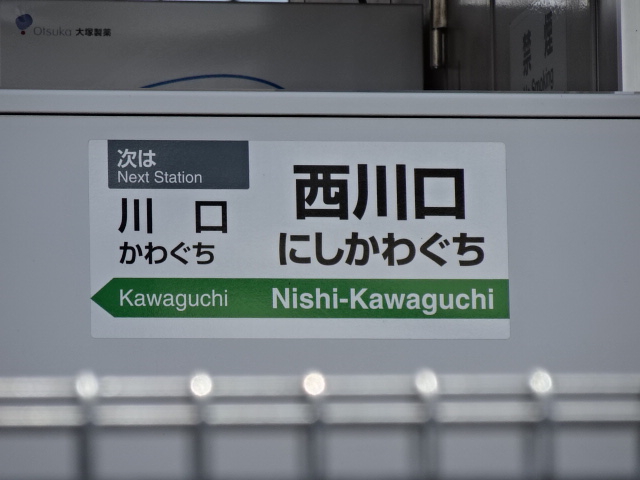 Otsuka 大塚製薬
次は
Next Station
川 口
かわぐち
Kawaguchi
西川口
にしかわぐち
Nishi-Kawaguchi